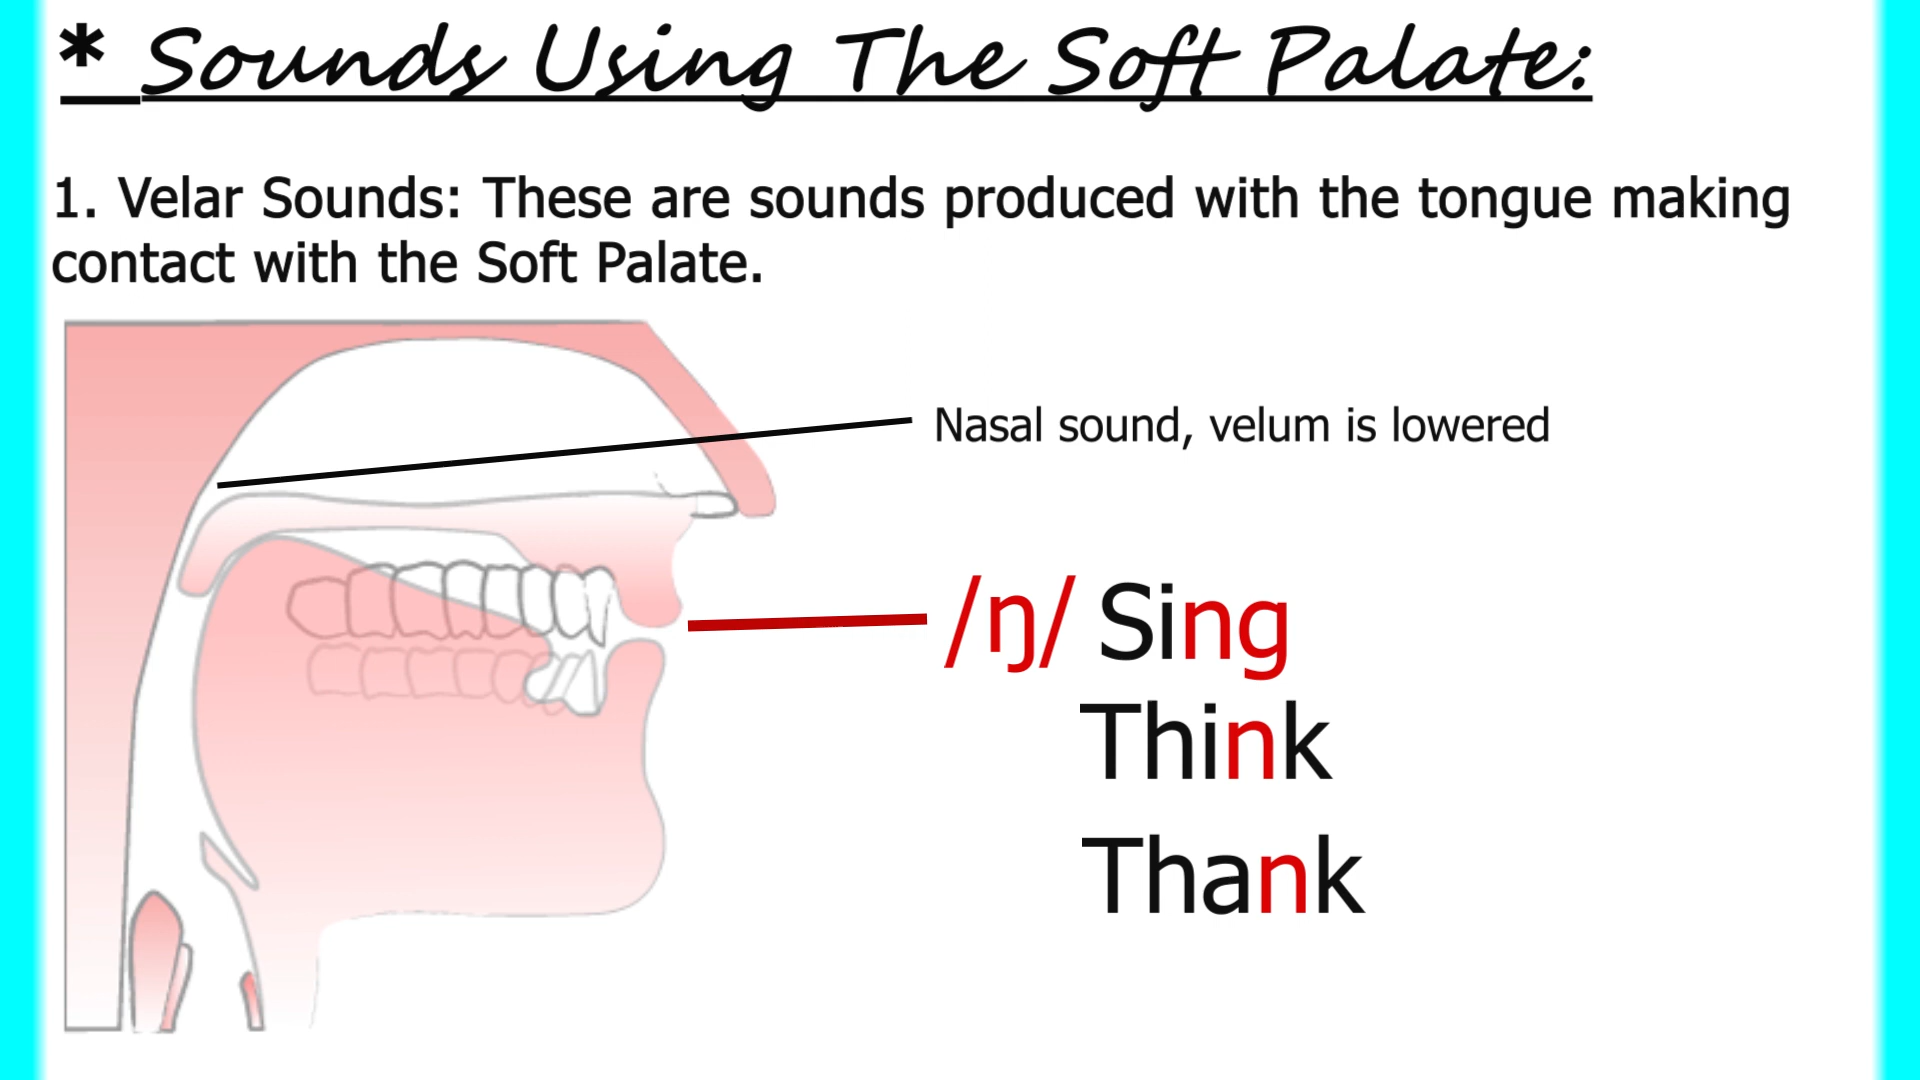 * Sounds Using The Soft Palate:
1. Velar Sounds: These are sounds produced with the tongue making
contact with the Soft Palate.
Nasal sound, velum is lowered
/ŋ/ Sing
Think
Thank